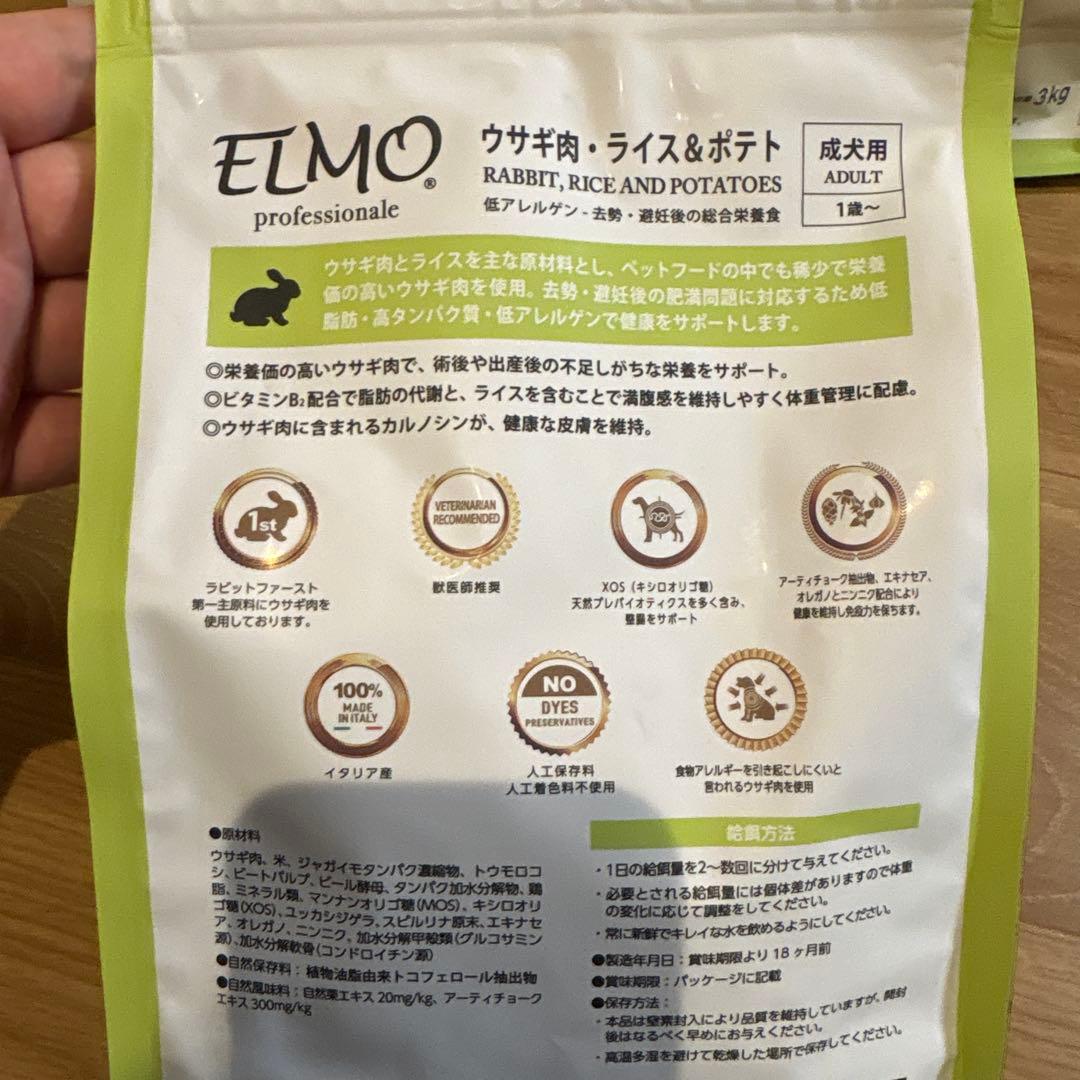 ELMO®
professionale
ウサギ肉・ライス&ポテト
RABBIT, RICE AND POTATOES
低アレルゲン - 去勢・避妊後の総合栄養食
成犬用
ADULT
1歳〜
3kg
ウサギ肉とライスを主な原材料とし、ペットフードの中でも稀少で栄養
価の高いウサギ肉を使用。去勢・避妊後の肥満問題に対応するため低
脂肪・高タンパク質・低アレルゲンで健康をサポートします。
◎栄養価の高いウサギ肉で、術後や出産後の不足しがちな栄養をサポート。
◎ビタミンB₂配合で脂肪の代謝と、ライスを含むことで満腹感を維持しやすく体重管理に配慮。
◎ウサギ肉に含まれるカルノシンが、健康な皮膚を維持。
1st
ラビットファースト
第一主原料にウサギ肉を
使用しております。
VETERINARIAN
RECOMMENDED
獣医師推奨
XOS（キシロオリゴ糖）
天然プレバイオティクスを多く含み、
整腸をサポート
アーティチョーク抽出物、エキナセア、
オレガノとニンニク配合により
健康を維持し免疫力を保ちます。
100%
MADE
IN ITALY
イタリア産
NO
DYES
PRESERVATIVES
人工保存料
人工着色料不使用
食物アレルギーを引き起こしにくいと
言われるウサギ肉を使用
●原材料
ウサギ肉、米、ジャガイモタンパク濃縮物、トウモロコ
シ、ビートパルプ、ビール酵母、タンパク加水分解物、鶏
脂、ミネラル類、マンナンオリゴ糖(MOS)、キシロオリ
ゴ糖(XOS)、ユッカシジゲラ、スピルリナ原末、エキナセ
ア、オレガノ、ニンニク、加水分解甲殻類(グルコサミン
源)、加水分解軟骨(コンドロイチン源)
●自然保存料：植物油脂由来トコフェロール抽出物
●自然風味料：自然栗エキス 20mg/kg、アーティチョーク
エキス 300mg/kg
給餌方法
・1日の給餌量を2〜数回に分けて与えてください。
・必要とされる給餌量には個体差がありますので体重
の変化に応じて調整をしてください。
・常に新鮮でキレイな水を飲めるようにしてください。
●製造年月日：賞味期限より18ヶ月前
●賞味期限：パッケージに記載
●保存方法：
・本品は窒素封入により品質を維持していますが、開封
後はなるべく早めにお与えください。
・高温多湿を避けて乾燥した場所で保存してください。